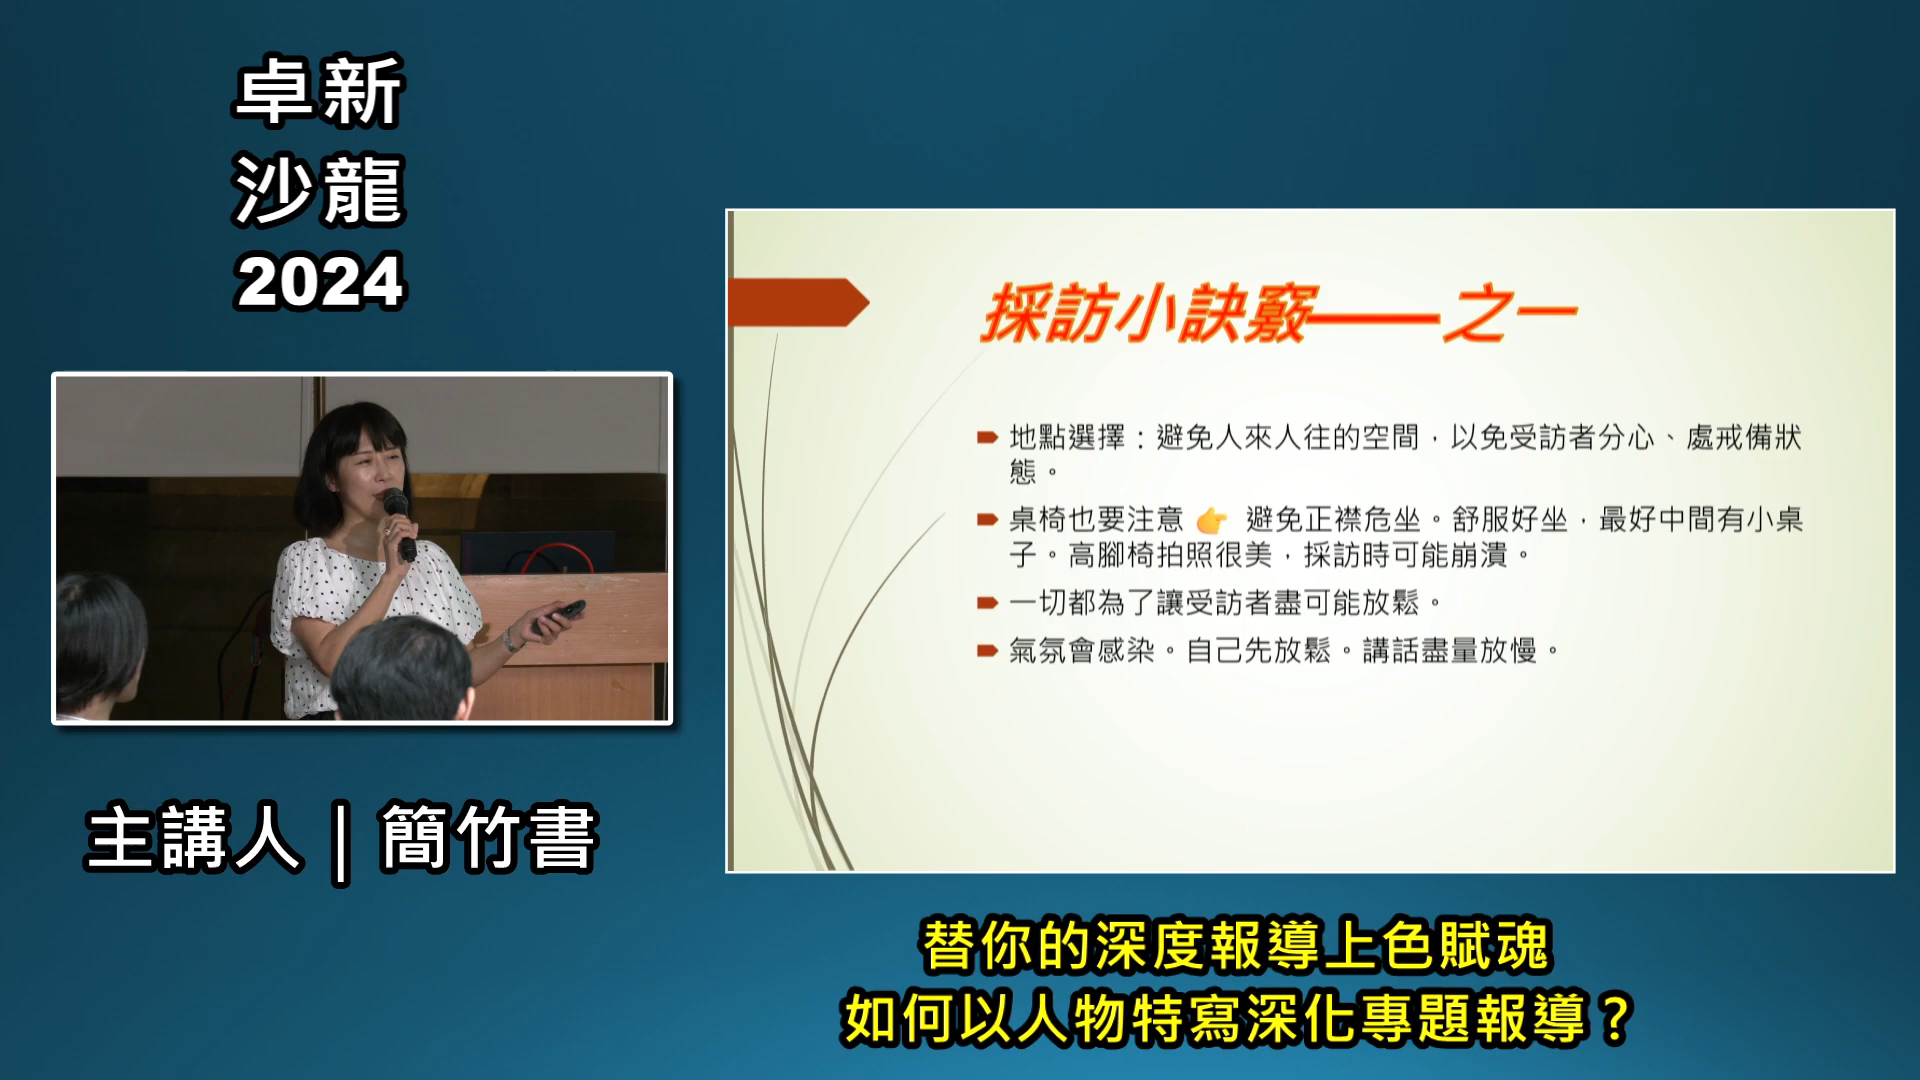 卓新
沙龍
2024
採訪小訣竅——之一
地點選擇：避免人來人往的空間，以免受訪者分心、處戒備狀
態。
桌椅也要注意 👉 避免正襟危坐。舒服好坐，最好中間有小桌
子。高腳椅拍照很美，採訪時可能崩潰。
一切都為了讓受訪者盡可能放鬆。
氣氛會感染。自己先放鬆。講話盡量放慢。
主講人｜簡竹書
替你的深度報導上色賦魂
如何以人物特寫深化專題報導？